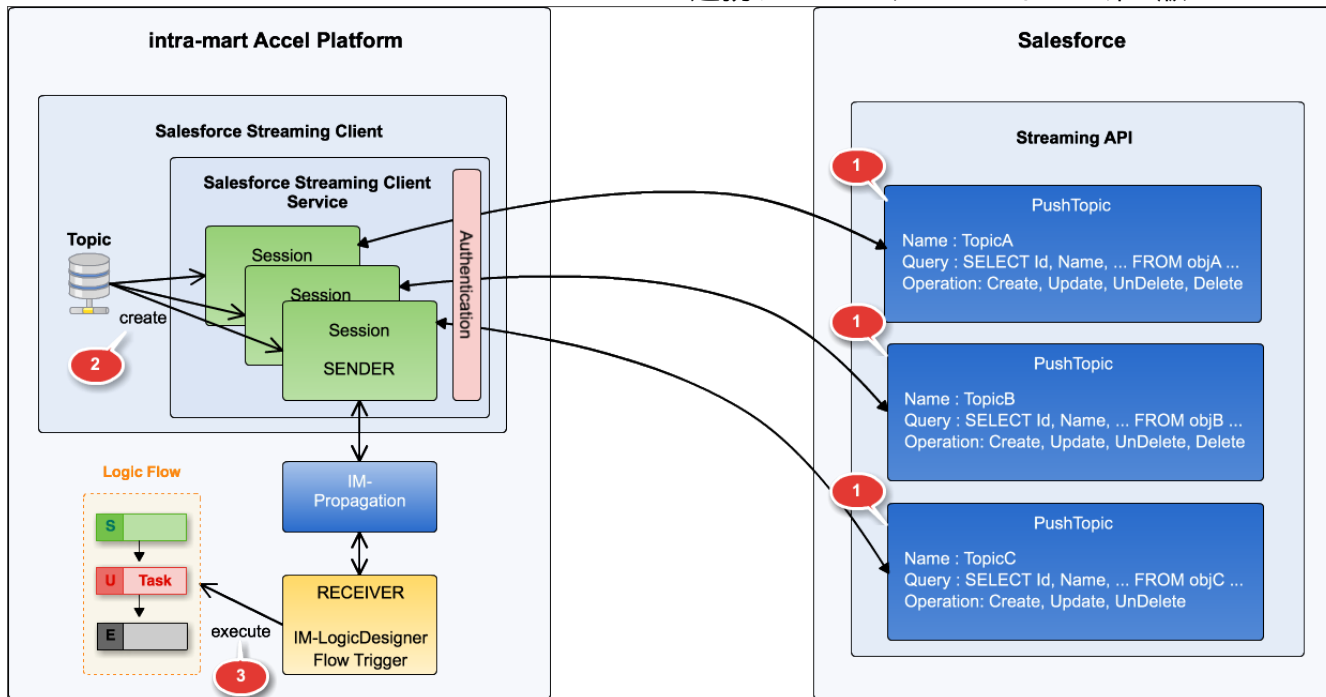 intra-mart Accel Platform
Salesforce Streaming Client
Salesforce Streaming Client
Service
Topic
create
2
Session
Session
Session
SENDER
Authentication
IM-
Propagation
RECEIVER
IM-LogicDesigner
Flow Trigger
Logic Flow
S
U
Task
E
execute
3
Salesforce
Streaming API
1
PushTopic
Name : TopicA
Query : SELECT Id, Name, ... FROM objA ...
Operation: Create, Update, UnDelete, Delete
1
PushTopic
Name : TopicB
Query : SELECT Id, Name, ... FROM objB ...
Operation: Create, Update, UnDelete, Delete
1
PushTopic
Name : TopicC
Query : SELECT Id, Name, ... FROM objC ...
Operation: Create, Update, UnDelete